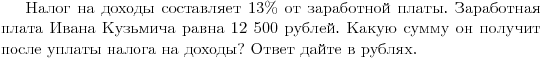 Налог на доходы составляет 13% от заработной платы. Заработная
плата Ивана Кузьмича равна 12 500 рублей. Какую сумму он получит
после уплаты налога на доходы? Ответ дайте в рублях.